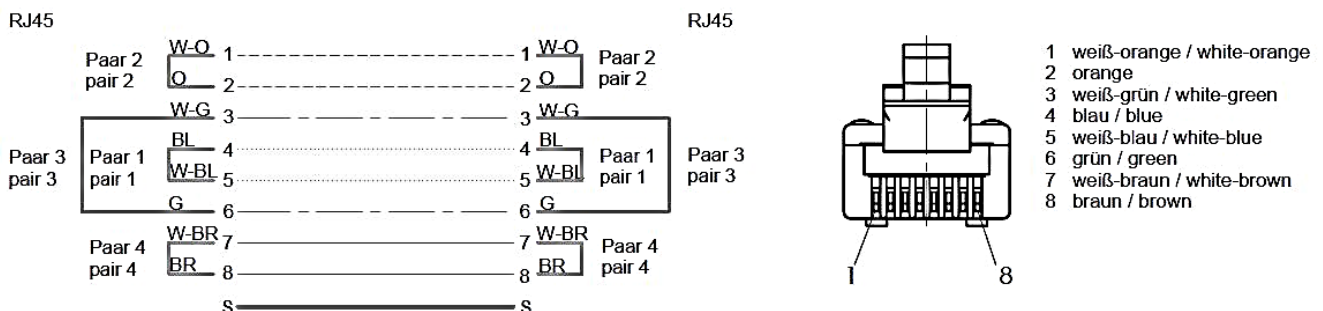 RJ45
RJ45
Paar 2
pair 2
W-O 1
O 2
W-G 3
Paar 3
pair 3
Paar 1
pair 1
BL 4
W-BL 5
G 6
Paar 4
pair 4
W-BR 7
BR 8
S
1 W-O
2 O
Paar 2
pair 2
3 W-G
4 BL
5 W-BL
Paar 1
pair 1
Paar 3
pair 3
6 G
7 W-BR
8 BR
Paar 4
pair 4
S
1 8
1 weiß-orange / white-orange
2 orange
3 weiß-grün / white-green
4 blau / blue
5 weiß-blau / white-blue
6 grün / green
7 weiß-braun / white-brown
8 braun / brown